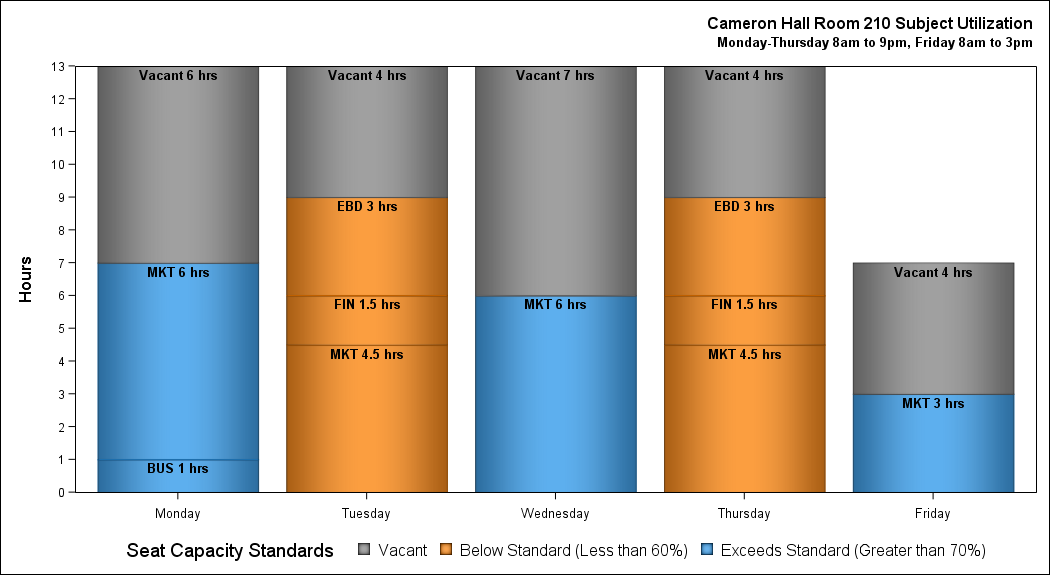 Cameron Hall Room 210 Subject Utilization
Monday-Thursday 8am to 9pm, Friday 8am to 3pm
Hours
13
12
11
10
9
8
7
6
5
4
3
2
1
0
Vacant 6 hrs
MKT 6 hrs
BUS 1 hrs
Vacant 4 hrs
EBD 3 hrs
FIN 1.5 hrs
MKT 4.5 hrs
Vacant 7 hrs
MKT 6 hrs
Vacant 4 hrs
EBD 3 hrs
FIN 1.5 hrs
MKT 4.5 hrs
Vacant 4 hrs
MKT 3 hrs
Monday Tuesday Wednesday Thursday Friday
Seat Capacity Standards Vacant Below Standard (Less than 60%) Exceeds Standard (Greater than 70%)